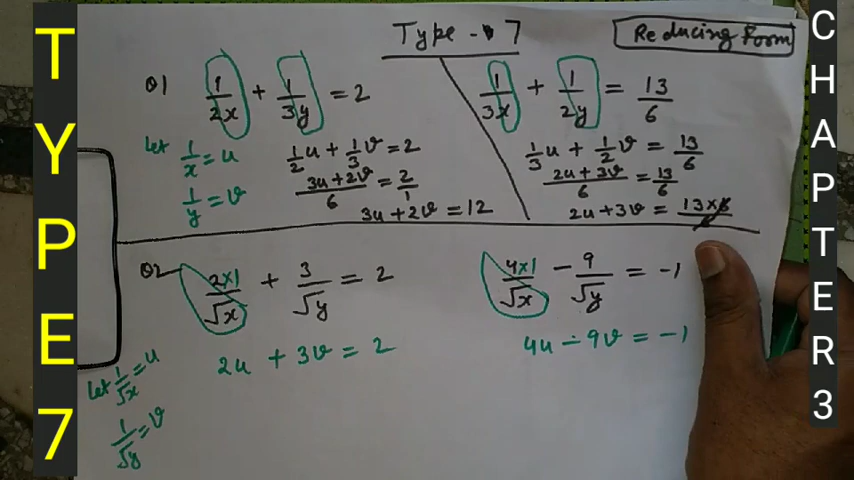 TYPE 7
CHAPTER 3
Type - 7
Reducing Form
Q1 1/2x + 1/3y = 2
1/3x + 1/2y = 13/6
let 1/x = u
1/y = v
1/2 u + 1/3 v = 2
3u + 2v / 6 = 2/1
3u + 2v = 12
1/3 u + 1/2 v = 13/6
2u + 3v / 6 = 13/6
2u + 3v = 13×6/6
Q2 2×1/√x + 3/√y = 2
4×1/√x - 9/√y = -1
Let 1/√x = u
1/√y = v
2u + 3v = 2
4u - 9v = -1